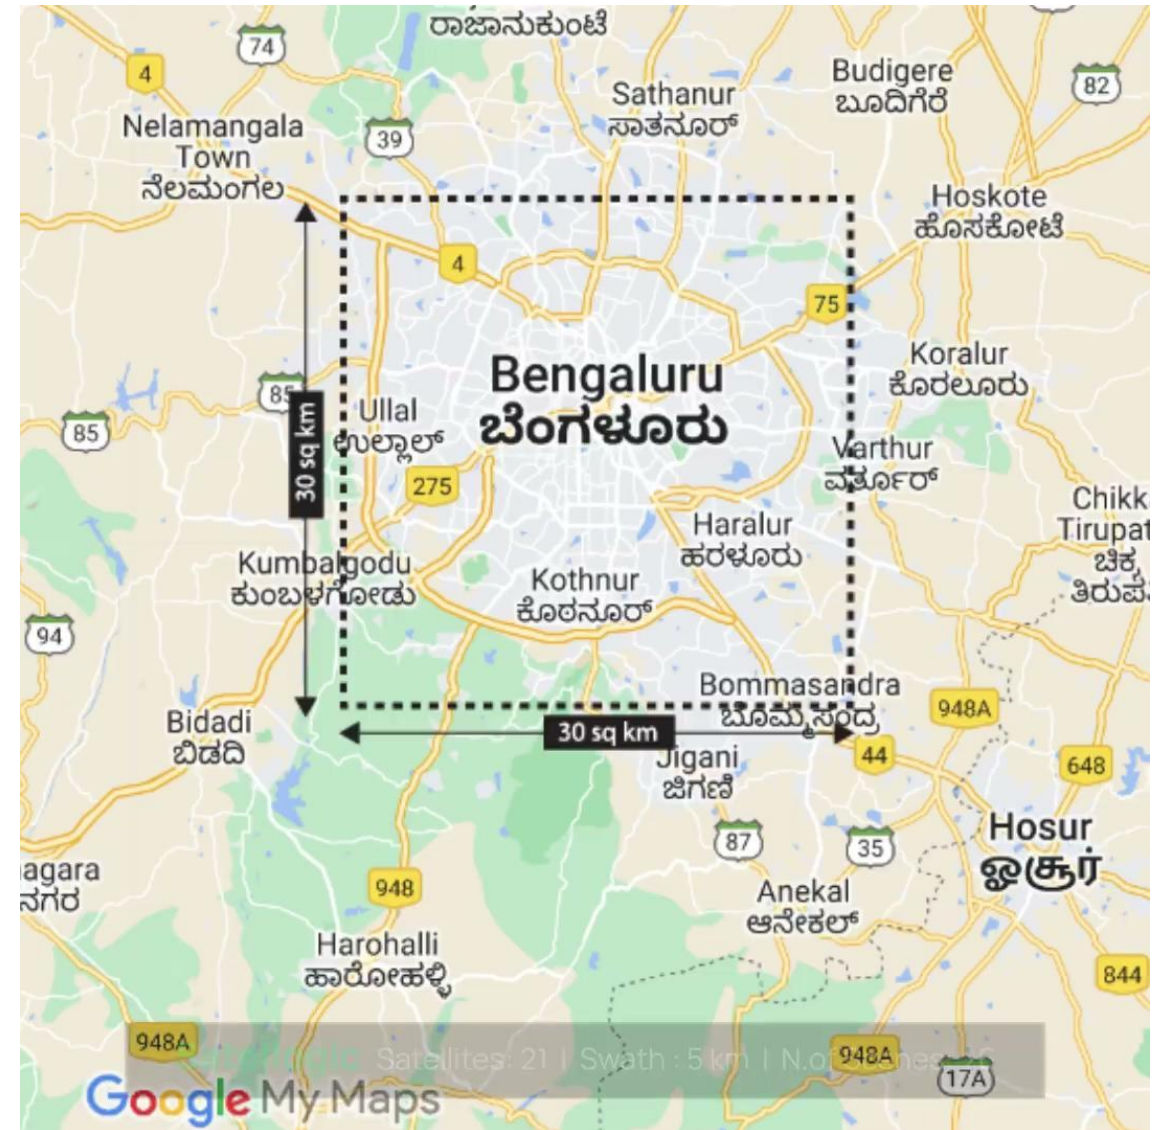 ರಾಜಾನುಕುಂಟೆ
74
4
82
Budigere
ಬೂದಿಗೆರೆ
Sathanur
ಸಾತನೂರ್
Nelamangala
Town
ನೆಲಮಂಗಲ
39
Hoskote
ಹೊಸಕೋಟೆ
4
75
Bengaluru
ಬೆಂಗಳೂರು
Koralur
ಕೊರಲೂರು
85
85
Ullal
ಉಲ್ಲಾಲ್
30 sq km
Varthur
ವರ್ತೂರ್
275
Haralur
ಹರಳೂರು
Chikk
Tirupat
ಚಿಕ್ಕ
Kumbalgodu
ಕುಂಬಳಗೋಡು
Kothnur
ಕೊಠನೂರ್
94
Bommasandra
ಬೊಮ್ಮಸಂದ್ರ
948A
Bidadi
ಬಿಡದಿ
30 sq km
44
648
Jigani
ಜಿಗಣಿ
87
35
Hosur
ஓசூர்
agara
ನಗರ
948
Anekal
ಆನೇಕಲ್
Harohalli
ಹಾರೋಹಳ್ಳಿ
844
948A
Satellites: 21 | Swath : 5 km | N.of
948A
17A
Google My Maps